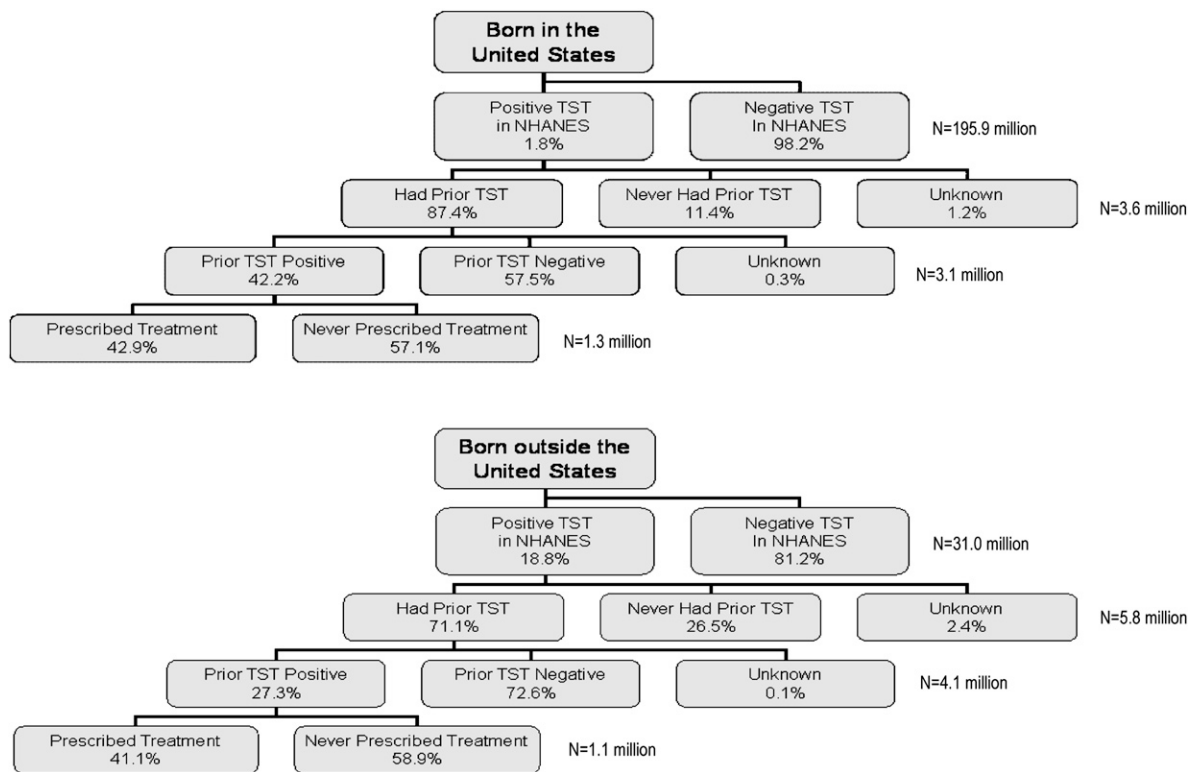 Born in the
United States
Positive TST
in NHANES
1.8%
Negative TST
In NHANES
98.2%
N=195.9 million
Had Prior TST
87.4%
Never Had Prior TST
11.4%
Unknown
1.2%
N=3.6 million
Prior TST Positive
42.2%
Prior TST Negative
57.5%
Unknown
0.3%
N=3.1 million
Prescribed Treatment
42.9%
Never Prescribed Treatment
57.1%
N=1.3 million
Born outside the
United States
Positive TST
in NHANES
18.8%
Negative TST
In NHANES
81.2%
N=31.0 million
Had Prior TST
71.1%
Never Had Prior TST
26.5%
Unknown
2.4%
N=5.8 million
Prior TST Positive
27.3%
Prior TST Negative
72.6%
Unknown
0.1%
N=4.1 million
Prescribed Treatment
41.1%
Never Prescribed Treatment
58.9%
N=1.1 million